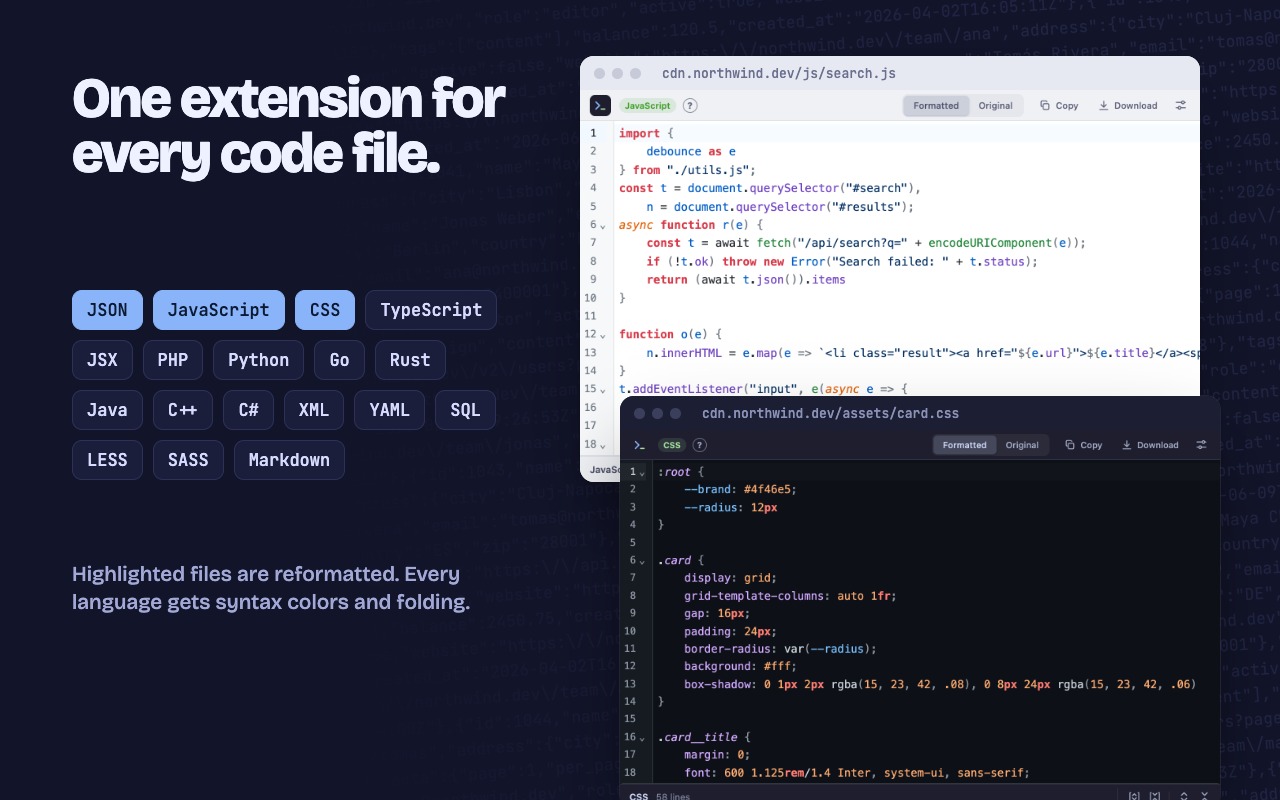 One extension for
every code file.
JSON JavaScript CSS TypeScript
JSX PHP Python Go Rust
Java C++ C# XML YAML SQL
LESS SASS Markdown
Highlighted files are reformatted. Every
language gets syntax colors and folding.
cdn.northwind.dev/js/search.js
JavaScript ? Formatted Original Copy Download
1 import {
2 debounce as e
3 } from "./utils.js";
4 const t = document.querySelector("#search"),
5 n = document.querySelector("#results");
6 async function r(e) {
7 const t = await fetch("/api/search?q=" + encodeURIComponent(e));
8 if (!t.ok) throw new Error("Search failed: " + t.status);
9 return (await t.json()).items
10 }
11
12 function o(e) {
13 n.innerHTML = e.map(e => `<li class="result"><a href="${e.url}">${e.title}</a><sp
14 }
15 t.addEventListener("input", e(async e => {
16
17
18
cdn.northwind.dev/assets/card.css
CSS ? Formatted Original Copy Download
1 :root {
2 --brand: #4f46e5;
3 --radius: 12px
4 }
5
6 .card {
7 display: grid;
8 grid-template-columns: auto 1fr;
9 gap: 16px;
10 padding: 24px;
11 border-radius: var(--radius);
12 background: #fff;
13 box-shadow: 0 1px 2px rgba(15, 23, 42, .08), 0 8px 24px rgba(15, 23, 42, .06)
14 }
15
16 .card__title {
17 margin: 0;
18 font: 600 1.125rem/1.4 Inter, system-ui, sans-serif;
CSS 58 lines